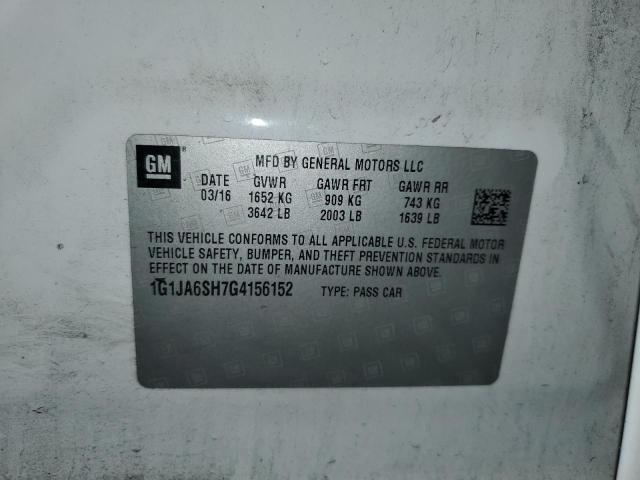 GM ® MFD BY GENERAL MOTORS LLC
DATE GVWR GAWR FRT GAWR RR
03/16 1652 KG 909 KG 743 KG
3642 LB 2003 LB 1639 LB
THIS VEHICLE CONFORMS TO ALL APPLICABLE U.S. FEDERAL MOTOR
VEHICLE SAFETY, BUMPER, AND THEFT PREVENTION STANDARDS
IN EFFECT ON THE DATE OF MANUFACTURE SHOWN ABOVE.
1G1JA6SH7G4156152 TYPE: PASS CAR